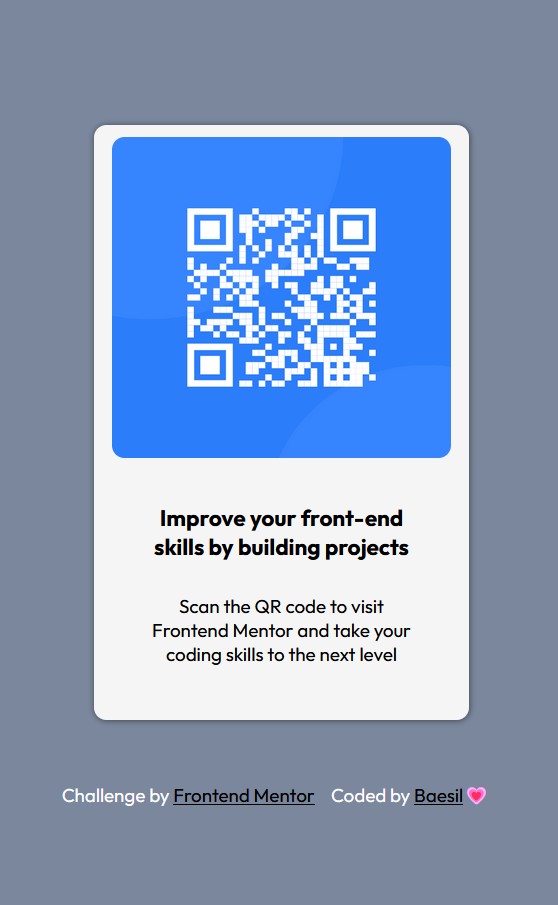 Improve your front-end
skills by building projects
Scan the QR code to visit
Frontend Mentor and take your
coding skills to the next level
Challenge by Frontend Mentor Coded by Baesil 💗